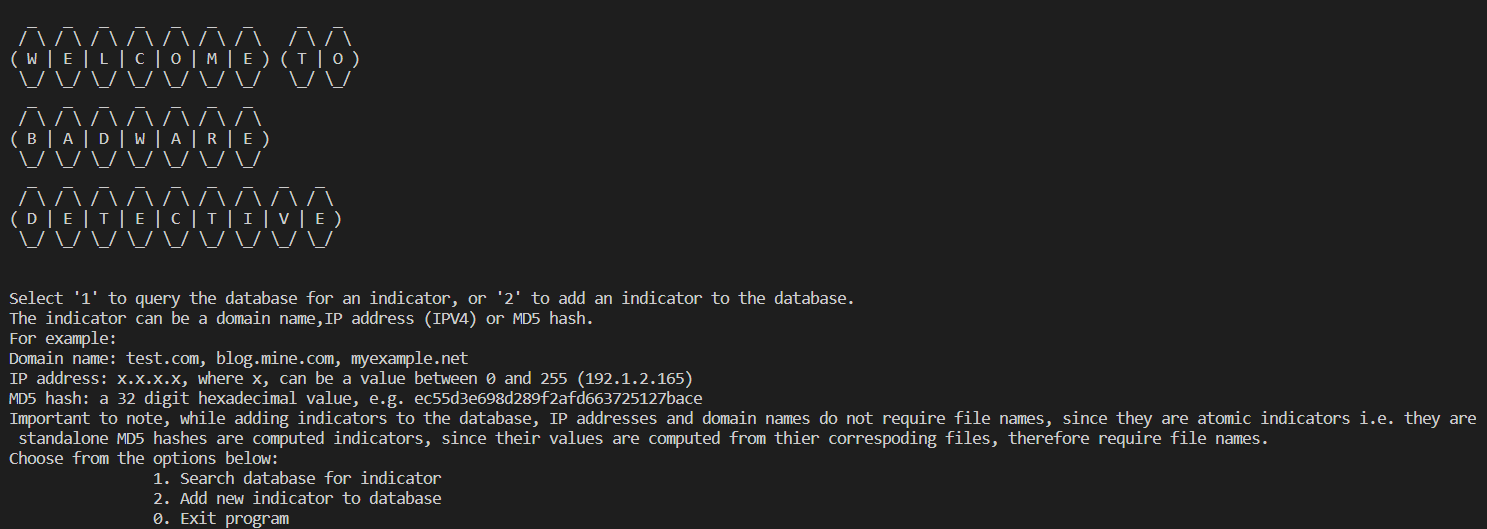 WELCOME TO
BADWARE
DETECTIVE
Select '1' to query the database for an indicator, or '2' to add an indicator to the database.
The indicator can be a domain name,IP address (IPV4) or MD5 hash.
For example:
Domain name: test.com, blog.mine.com, myexample.net
IP address: x.x.x.x, where x, can be a value between 0 and 255 (192.1.2.165)
MD5 hash: a 32 digit hexadecimal value, e.g. ec55d3e698d289f2afd663725127bace
Important to note, while adding indicators to the database, IP addresses and domain names do not require file names, since they are atomic indicators i.e. they are
standalone MD5 hashes are computed indicators, since their values are computed from thier correspoding files, therefore require file names.
Choose from the options below:
1. Search database for indicator
2. Add new indicator to database
0. Exit program